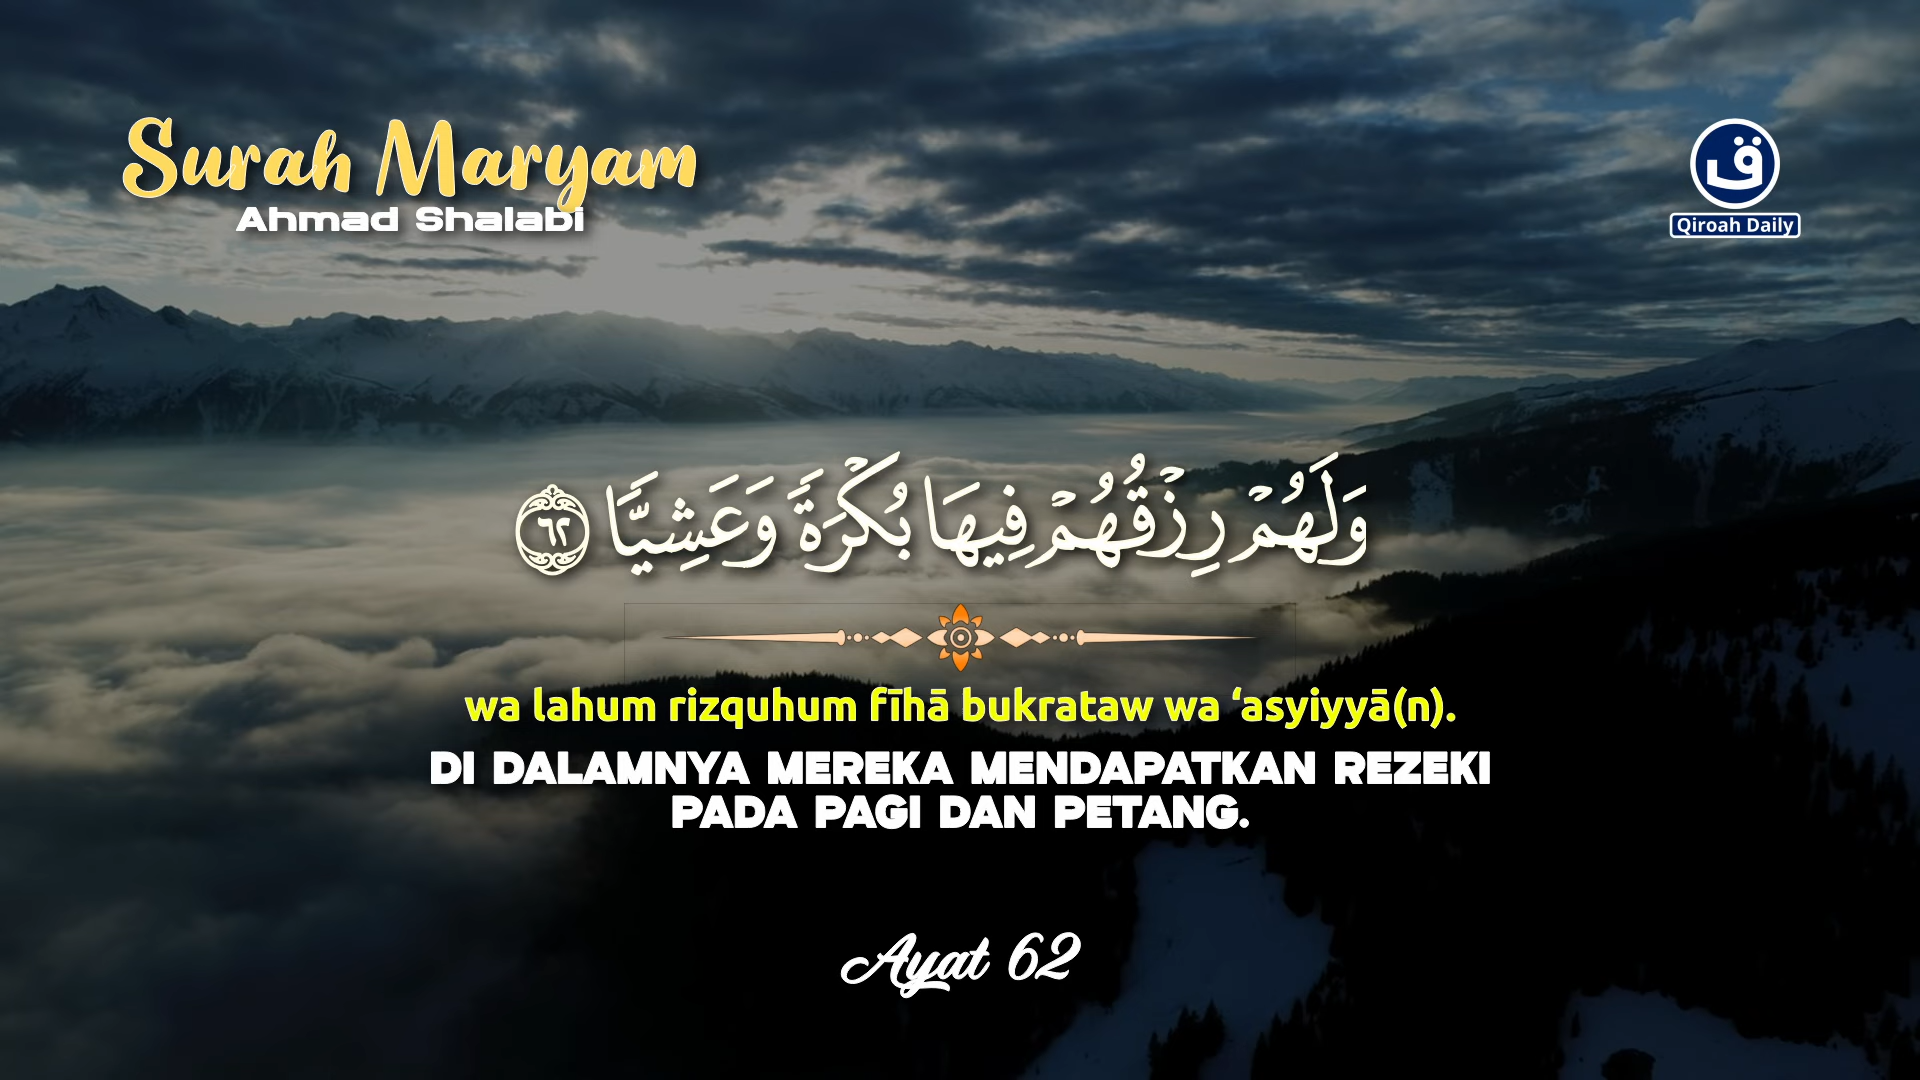 Surah Maryam
Ahmad Shalabi
ق
Qiroah Daily
وَلَهُمْ رِزْقُهُمْ فِيهَا بُكْرَةً وَعَشِيًّا ٦٢
wa lahum rizquhum fīhā bukrataw wa ‘asyiyyā(n).
DI DALAMNYA MEREKA MENDAPATKAN REZEKI
PADA PAGI DAN PETANG.
Ayat 62